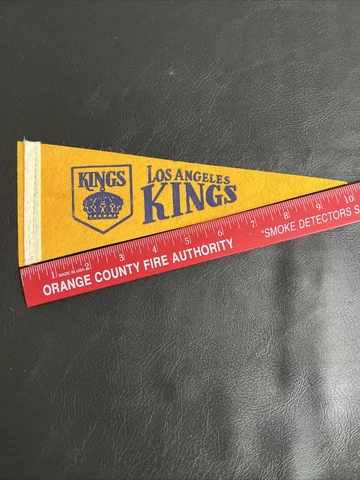 KINGS
LOS ANGELES
KINGS
1 2 3 4 5 6 7 8 9 10
MADE IN USA
ORANGE COUNTY FIRE AUTHORITY
"SMOKE DETECTORS S